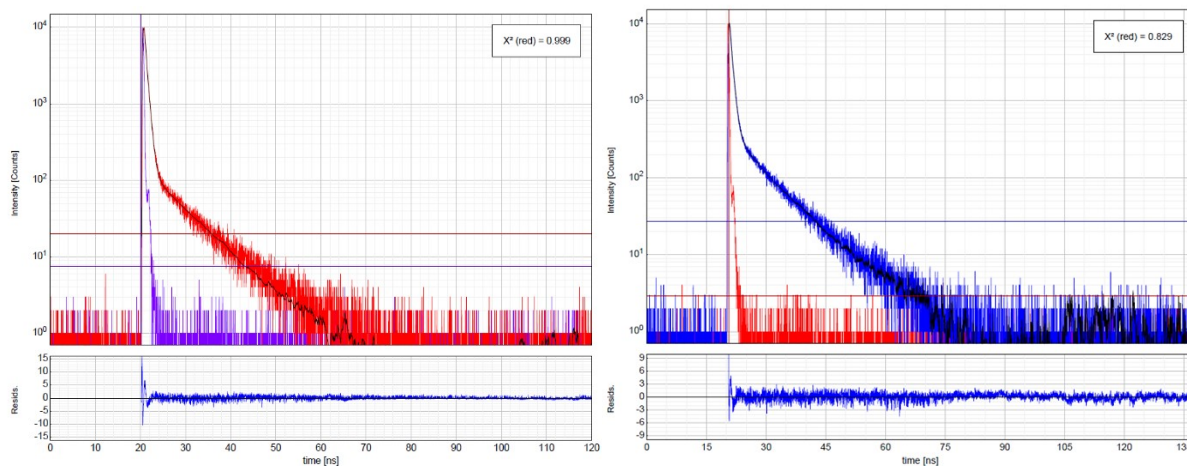 10⁴
10³
10²
10¹
10⁰
Intensity [Counts]
X² (red) = 0.999
15
10
5
0
-5
-10
-15
Resids.
0 10 20 30 40 50 60 70 80 90 100 110 120
time [ns]
10⁴
10³
10²
10¹
10⁰
Intensity [Counts]
X² (red) = 0.829
9
6
3
0
-3
-6
-9
Resids.
0 15 30 45 60 75 90 105 120
time [ns]